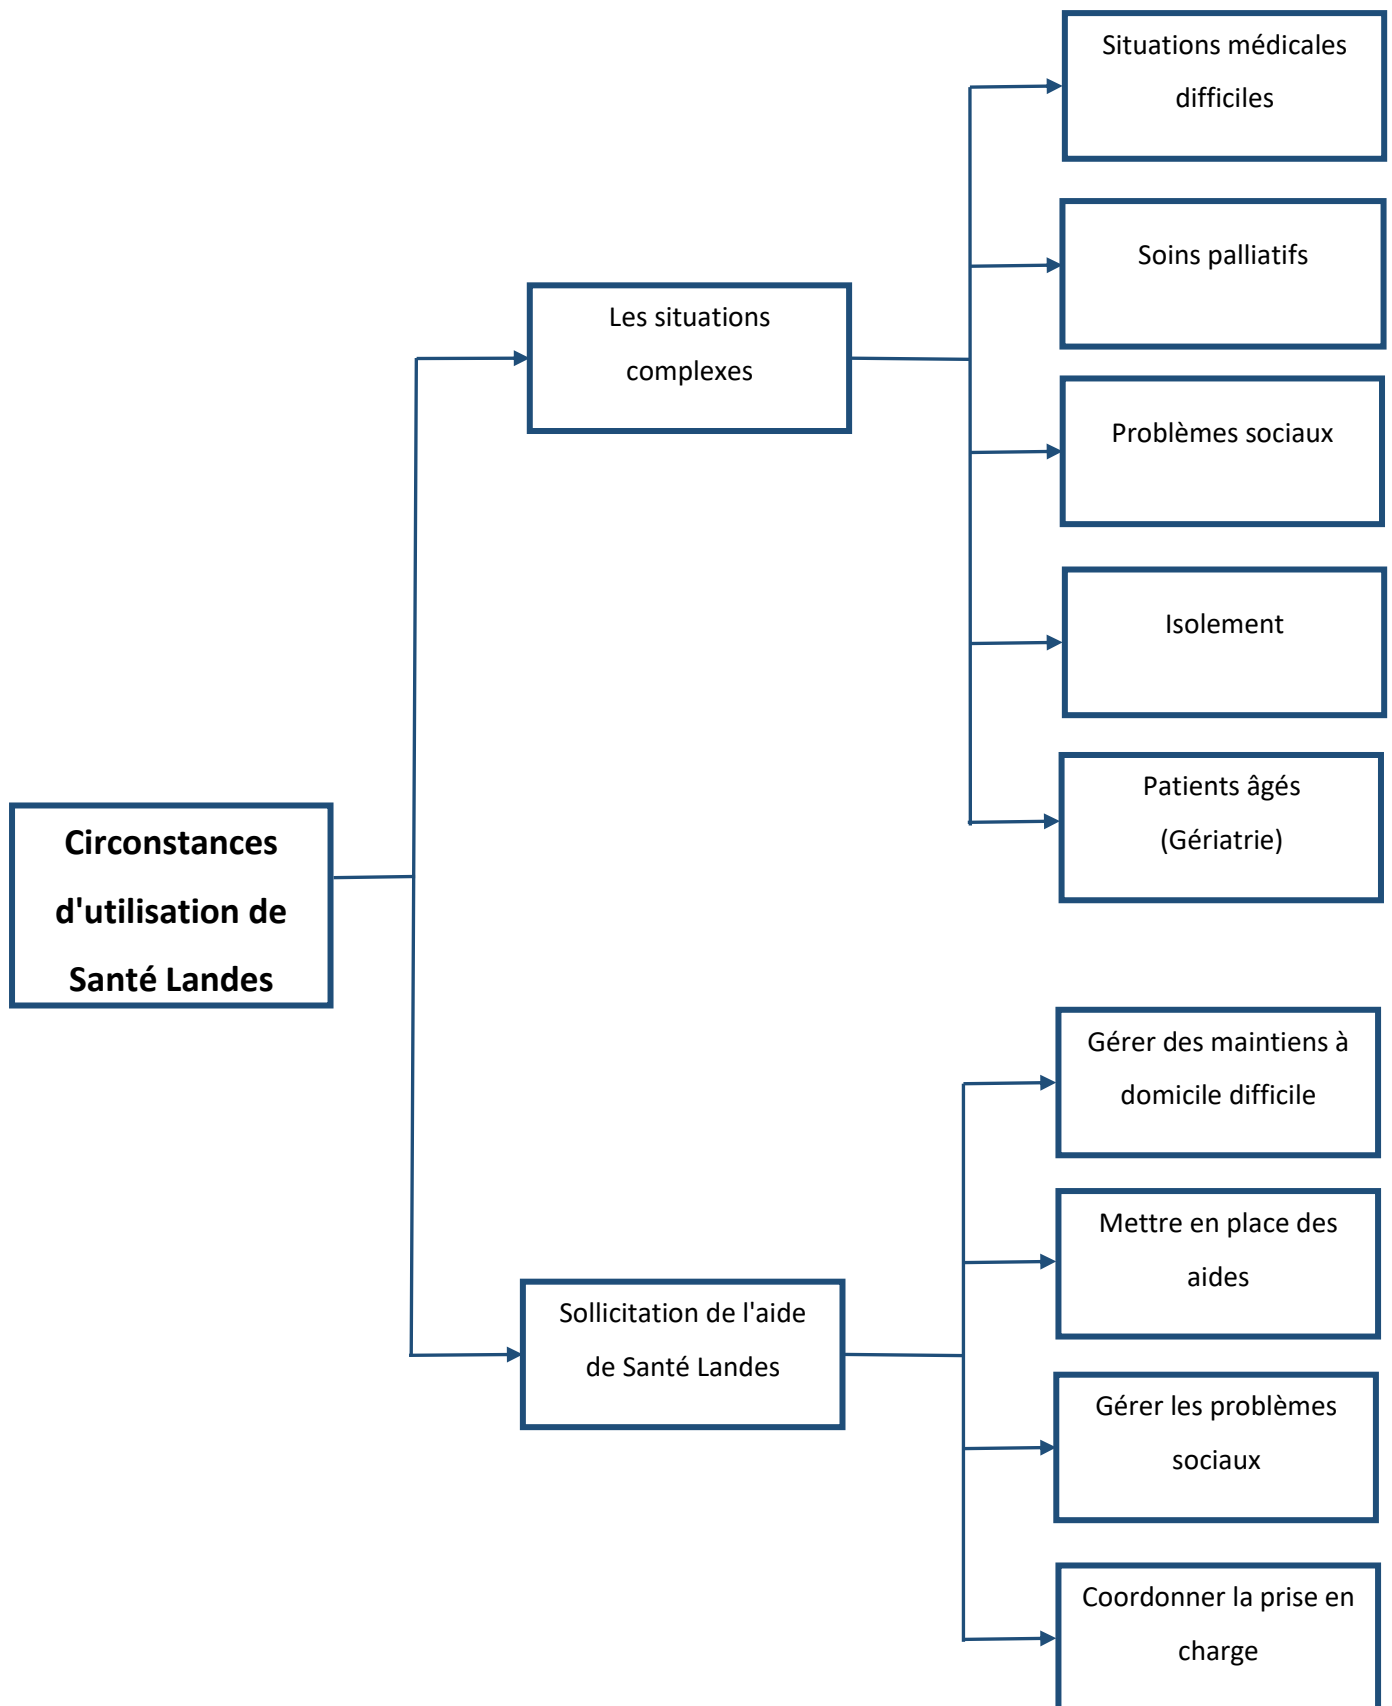 Circonstances
d'utilisation de
Santé Landes
Les situations
complexes
Situations médicales
difficiles
Soins palliatifs
Problèmes sociaux
Isolement
Patients âgés
(Gériatrie)
Sollicitation de l'aide
de Santé Landes
Gérer des maintiens à
domicile difficile
Mettre en place des
aides
Gérer les problèmes
sociaux
Coordonner la prise en
charge